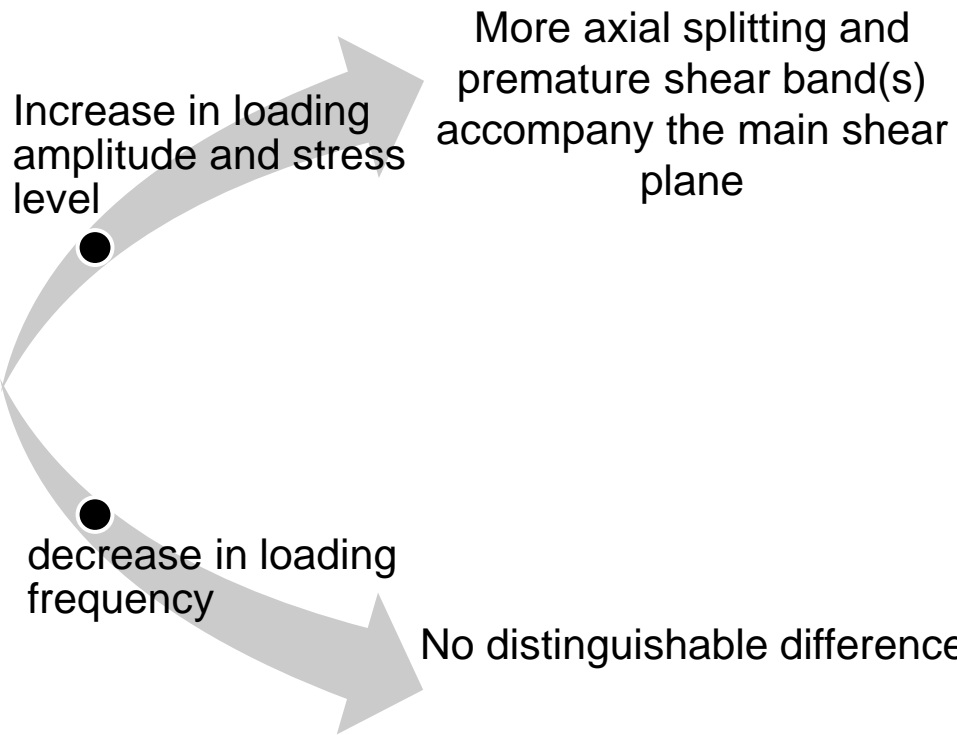 More axial splitting and
premature shear band(s)
accompany the main shear
plane
Increase in loading
amplitude and stress
level
decrease in loading
frequency
No distinguishable difference